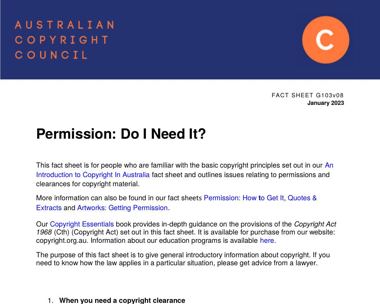 AUSTRALIAN
COPYRIGHT
COUNCIL
C
FACT SHEET G103v08
January 2023
Permission: Do I Need It?
This fact sheet is for people who are familiar with the basic copyright principles set out in our An
Introduction to Copyright In Australia fact sheet and outlines issues relating to permissions and
clearances for copyright material.
More information can also be found in our fact sheets Permission: How to Get It, Quotes &
Extracts and Artworks: Getting Permission.
Our Copyright Essentials book provides in-depth guidance on the provisions of the Copyright Act
1968 (Cth) (Copyright Act) set out in this fact sheet. It is available for purchase from our website:
copyright.org.au. Information about our education programs is available here.
The purpose of this fact sheet is to give general introductory information about copyright. If you
need to know how the law applies in a particular situation, please get advice from a lawyer.
1. When you need a copyright clearance